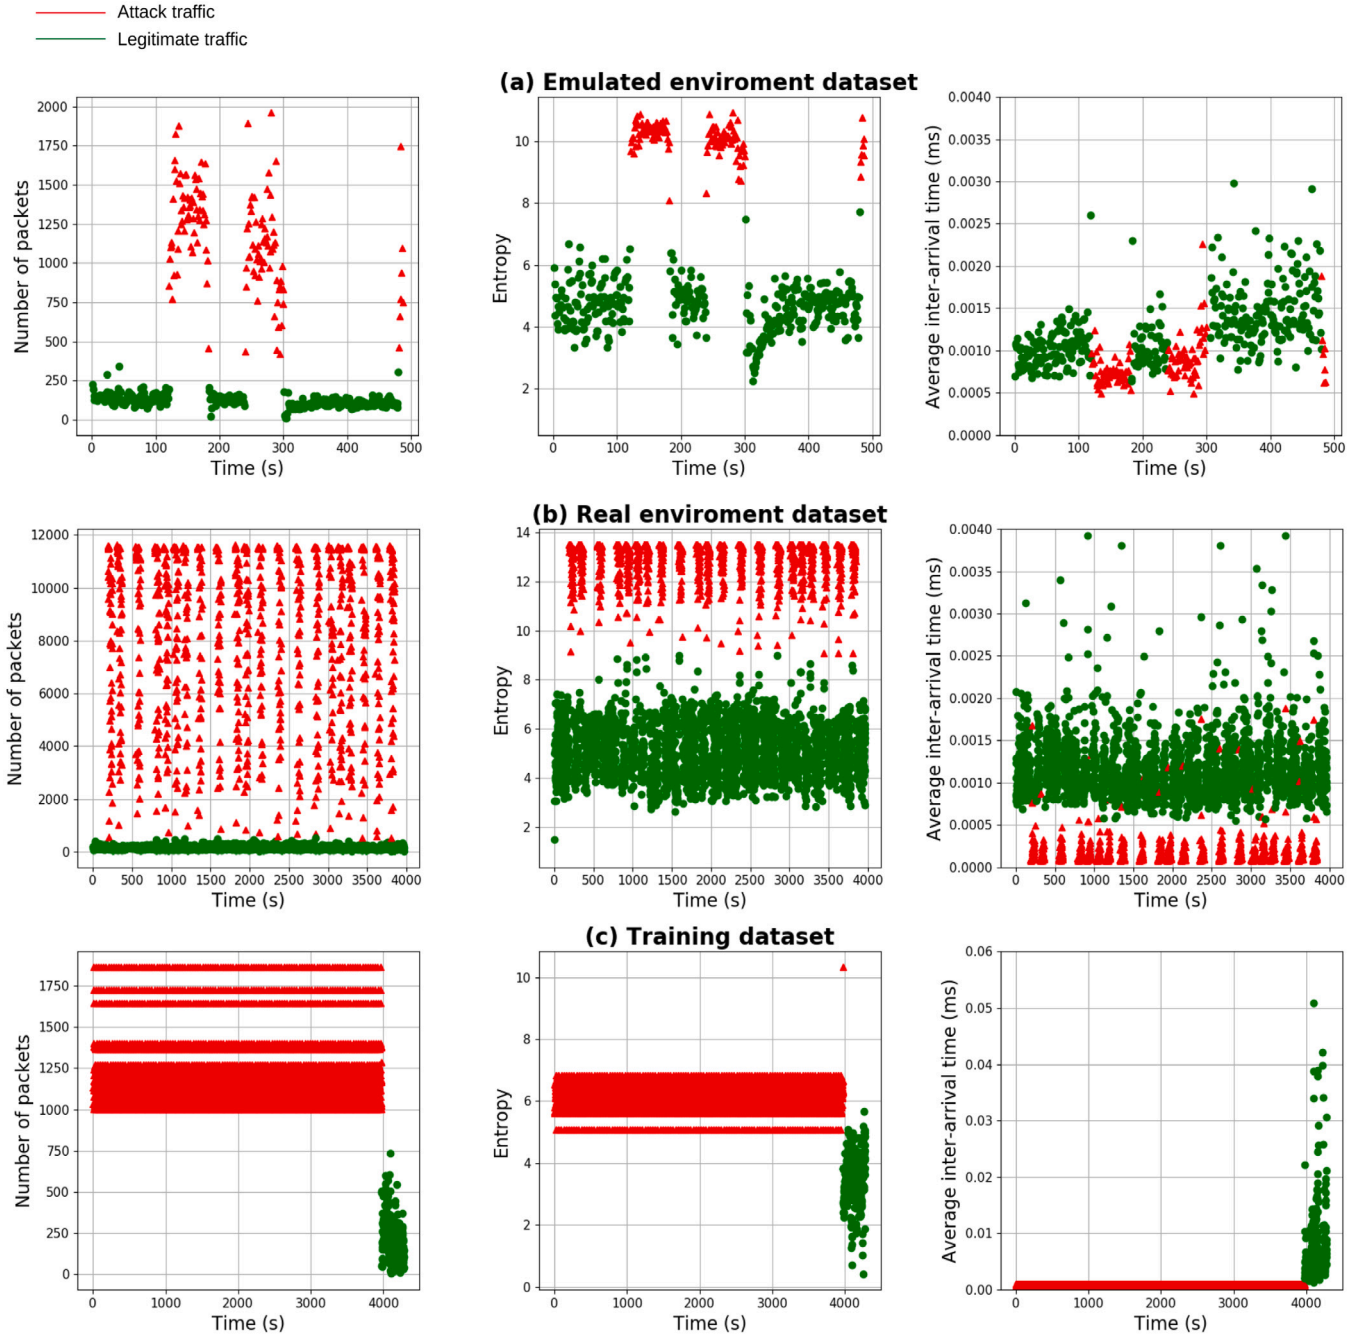 Attack traffic
Legitimate traffic
(a) Emulated enviroment dataset
Number of packets
2000
1750
1500
1250
1000
750
500
250
0
0 100 200 300 400 500
Time (s)
Entropy
10
8
6
4
2
0 100 200 300 400 500
Time (s)
Average inter-arrival time (ms)
0.0040
0.0035
0.0030
0.0025
0.0020
0.0015
0.0010
0.0005
0.0000
0 100 200 300 400 500
Time (s)
(b) Real enviroment dataset
Number of packets
12000
10000
8000
6000
4000
2000
0
0 500 1000 1500 2000 2500 3000 3500 4000
Time (s)
Entropy
14
12
10
8
6
4
2
0 500 1000 1500 2000 2500 3000 3500 4000
Time (s)
Average inter-arrival time (ms)
0.0040
0.0035
0.0030
0.0025
0.0020
0.0015
0.0010
0.0005
0.0000
0 500 1000 1500 2000 2500 3000 3500 4000
Time (s)
(c) Training dataset
Number of packets
1750
1500
1250
1000
750
500
250
0
0 1000 2000 3000 4000
Time (s)
Entropy
10
8
6
4
2
0
0 1000 2000 3000 4000
Time (s)
Average inter-arrival time (ms)
0.06
0.05
0.04
0.03
0.02
0.01
0.00
0 1000 2000 3000 4000
Time (s)